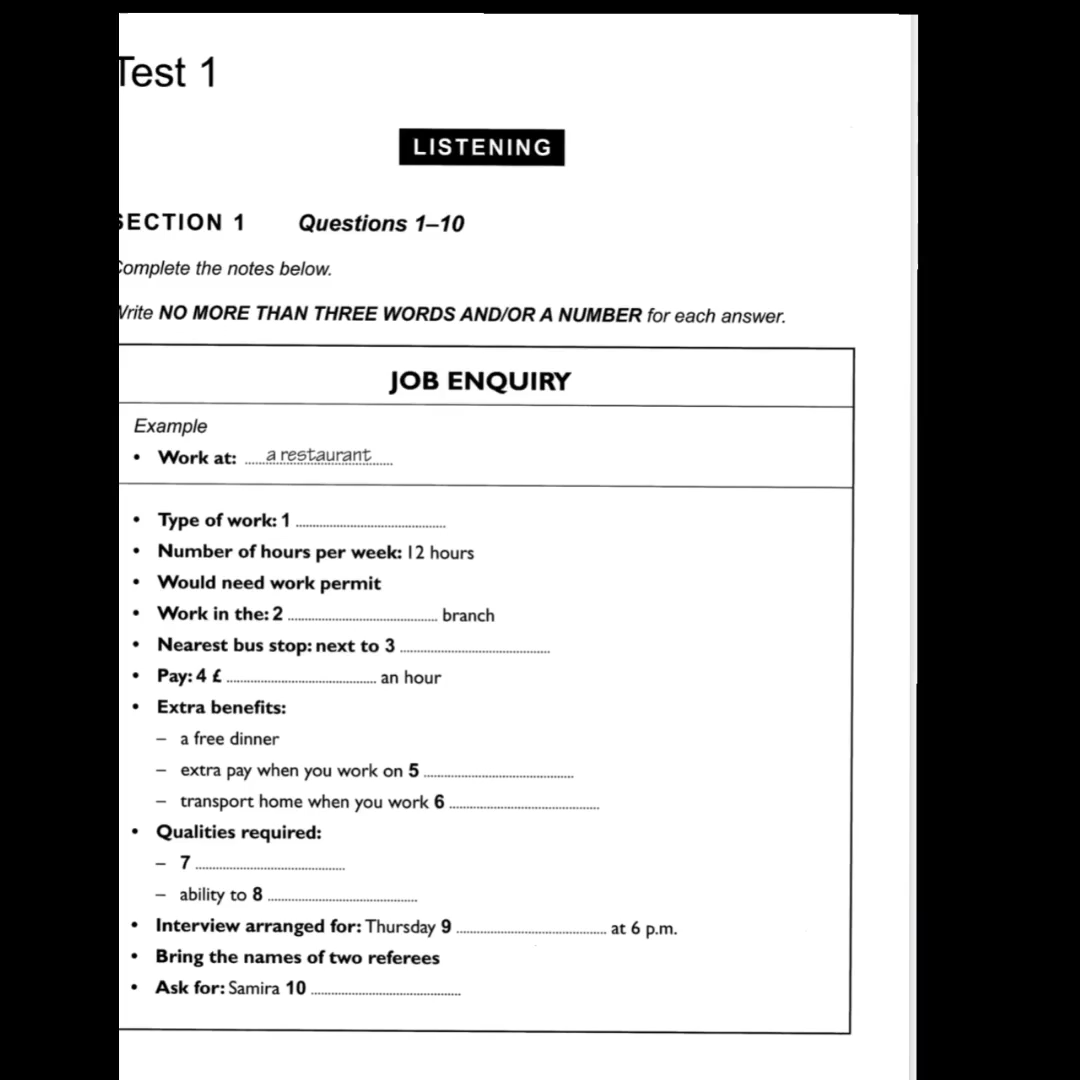 Test 1
LISTENING
SECTION 1 Questions 1–10
Complete the notes below.
Write NO MORE THAN THREE WORDS AND/OR A NUMBER for each answer.
JOB ENQUIRY
Example
• Work at: ........ a restaurant ........
• Type of work: 1 ........................................
• Number of hours per week: 12 hours
• Would need work permit
• Work in the: 2 ........................................ branch
• Nearest bus stop: next to 3 ........................................
• Pay: 4 £ ........................................ an hour
• Extra benefits:
– a free dinner
– extra pay when you work on 5 ........................................
– transport home when you work 6 ........................................
• Qualities required:
– 7 ........................................
– ability to 8 ........................................
• Interview arranged for: Thursday 9 ........................................ at 6 p.m.
• Bring the names of two referees
• Ask for: Samira 10 ........................................